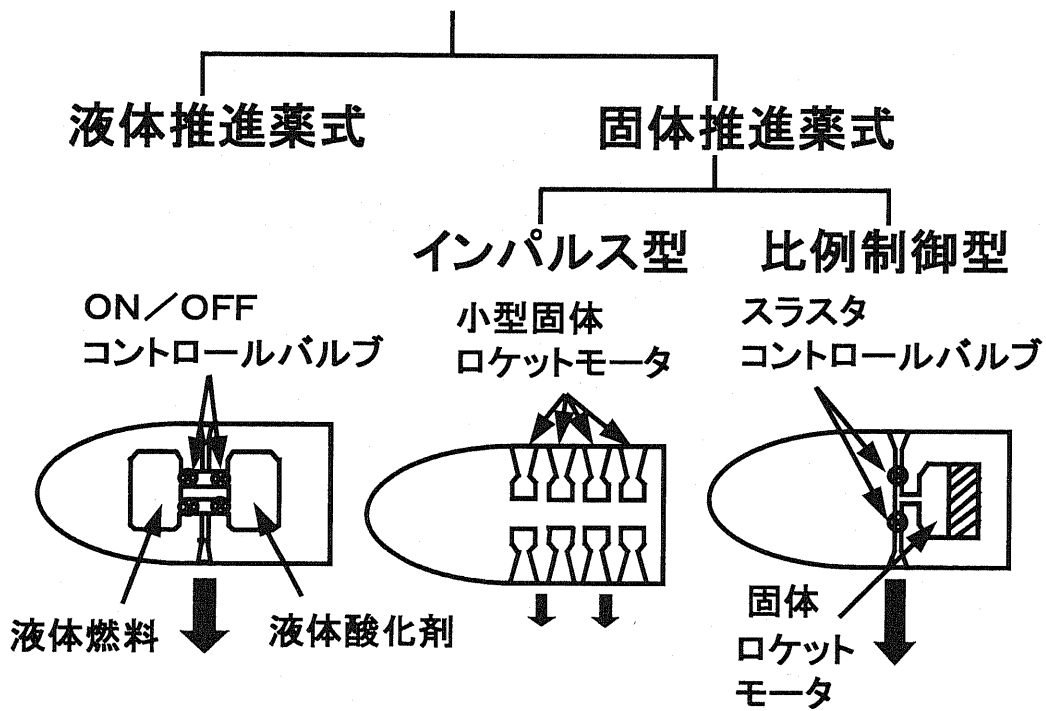 液体推進薬式
固体推進薬式
インパルス型
比例制御型
ON/OFF
コントロールバルブ
小型固体
ロケットモータ
スラスタ
コントロールバルブ
液体燃料
液体酸化剤
固体
ロケット
モータ